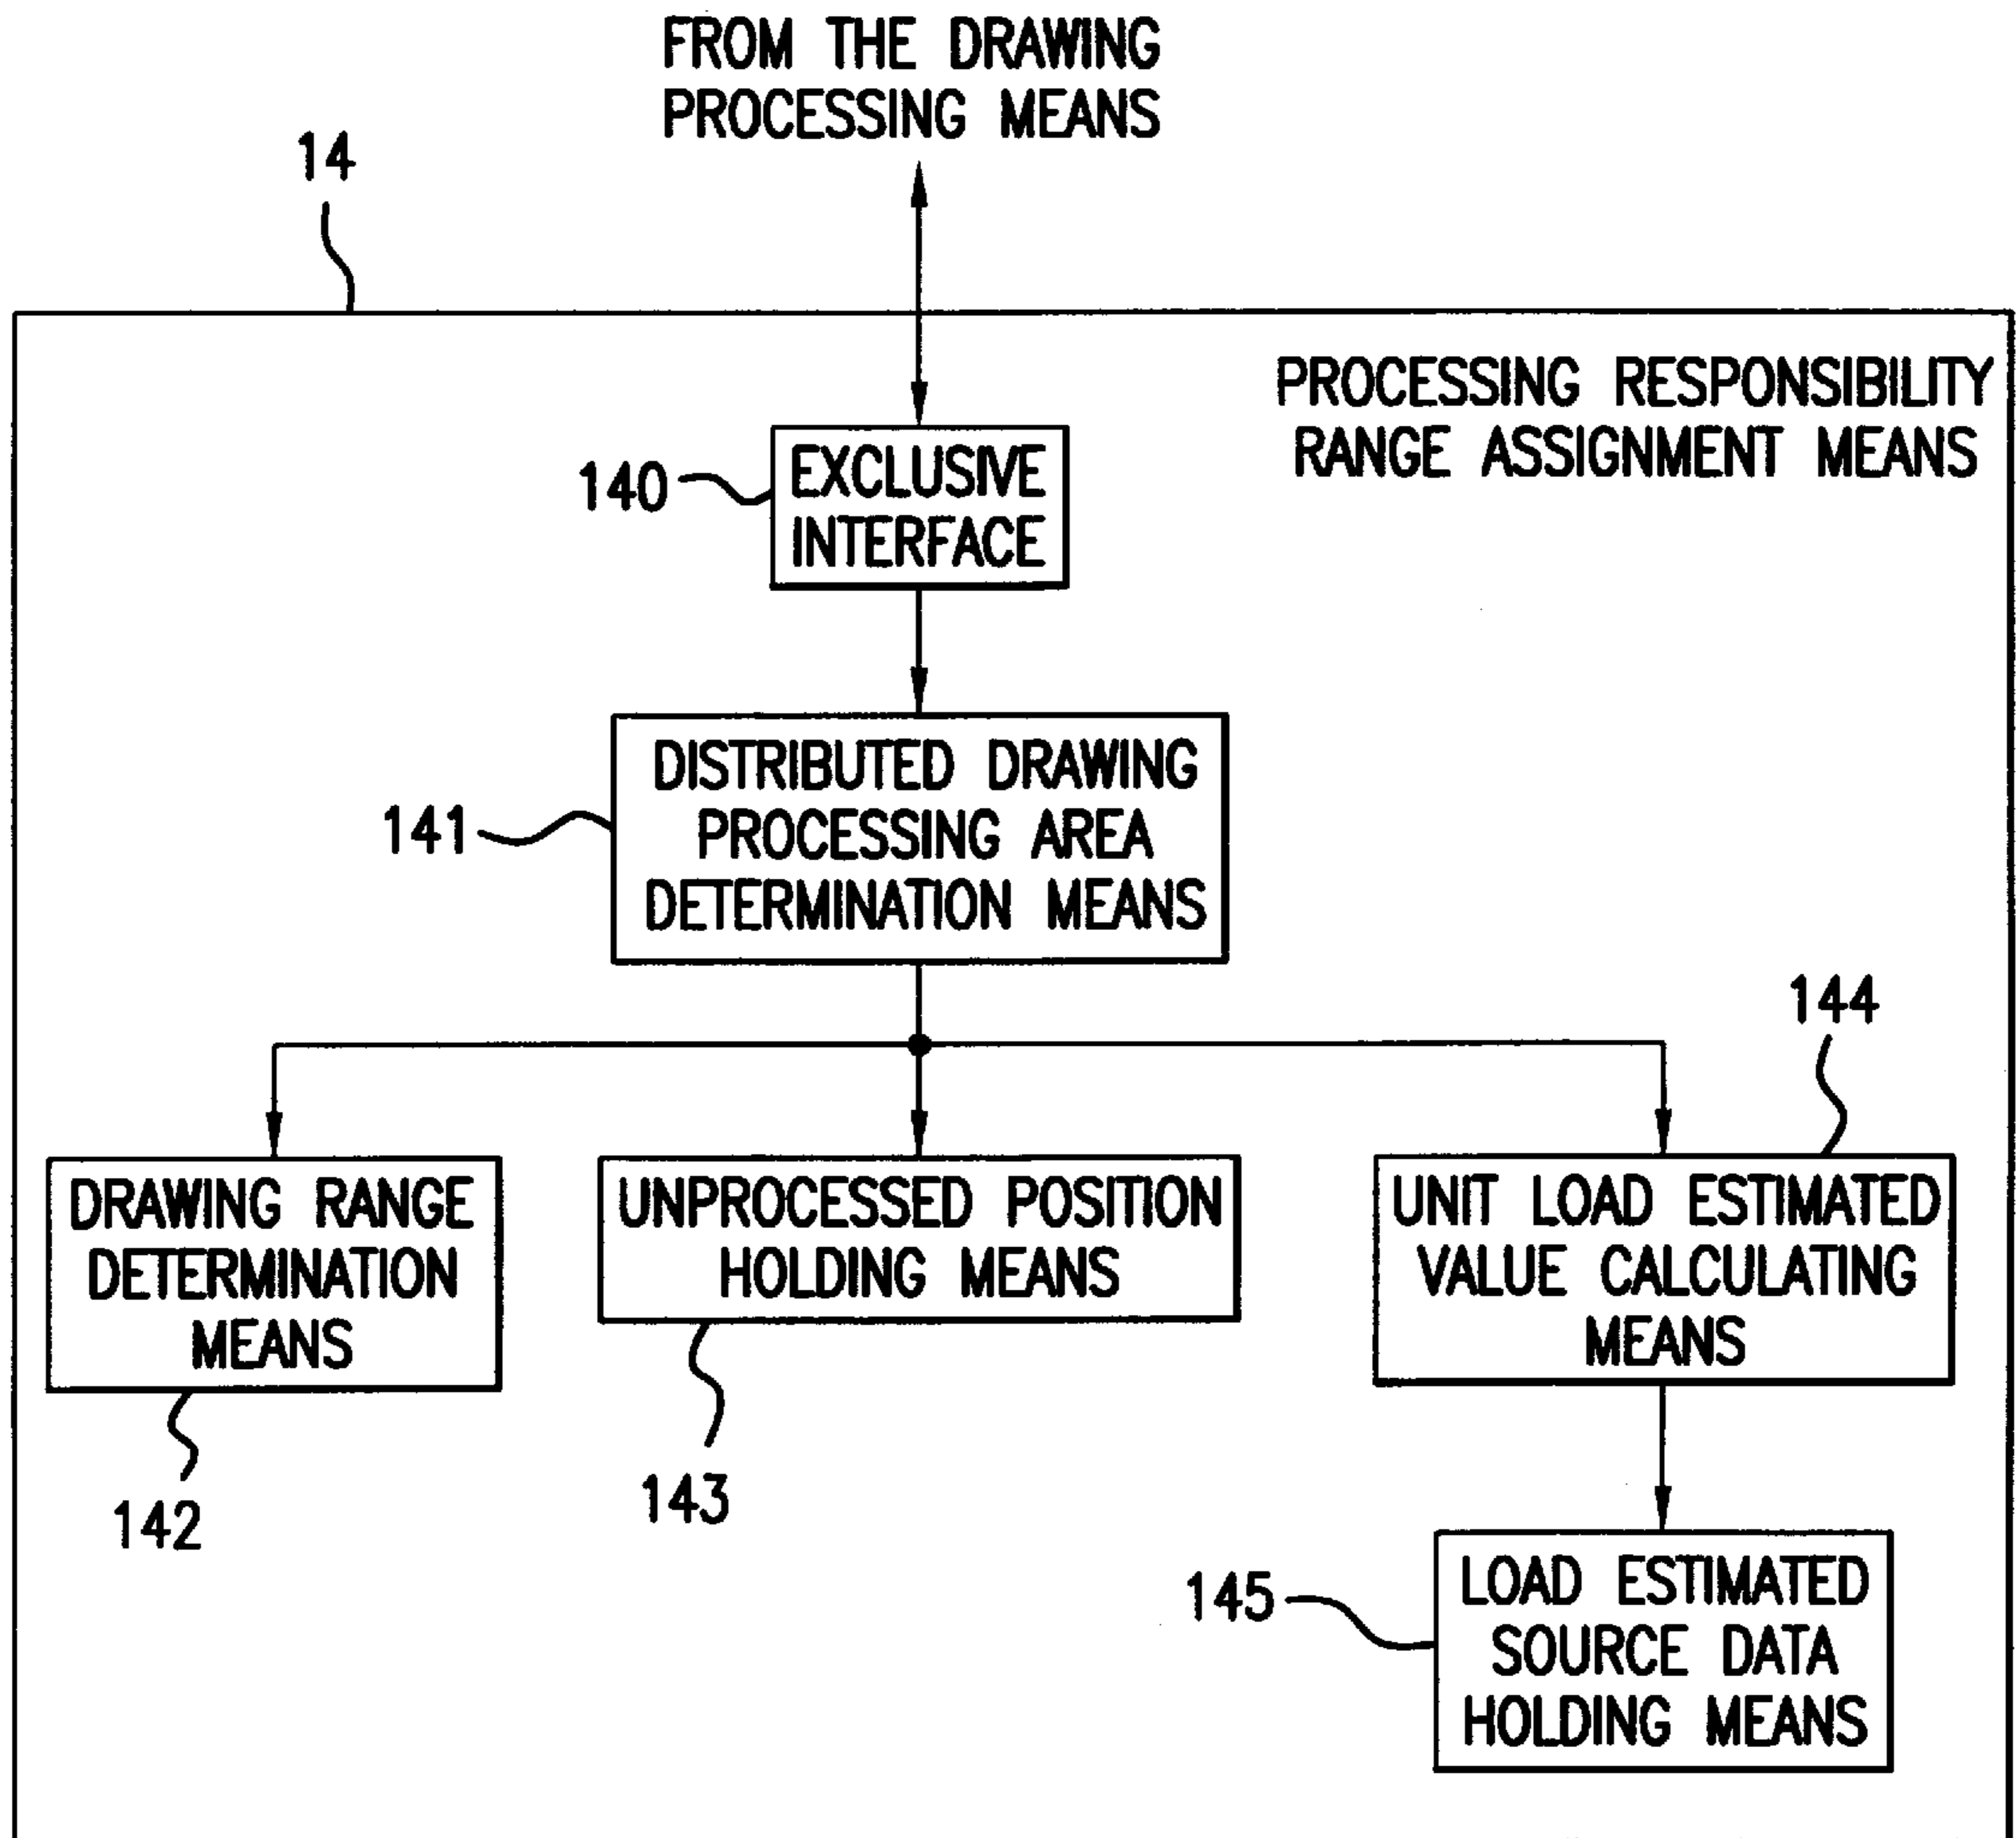 FROM THE DRAWING
PROCESSING MEANS
14
PROCESSING RESPONSIBILITY
RANGE ASSIGNMENT MEANS
140
EXCLUSIVE
INTERFACE
141
DISTRIBUTED DRAWING
PROCESSING AREA
DETERMINATION MEANS
144
DRAWING RANGE
DETERMINATION
MEANS
142
UNPROCESSED POSITION
HOLDING MEANS
143
UNIT LOAD ESTIMATED
VALUE CALCULATING
MEANS
145
LOAD ESTIMATED
SOURCE DATA
HOLDING MEANS